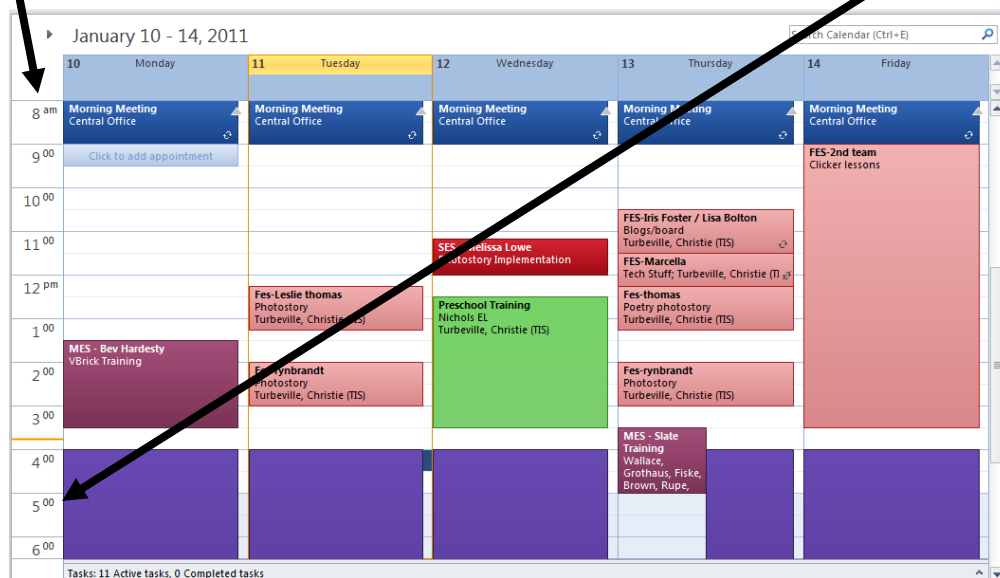 January 10 - 14, 2011
Search Calendar (Ctrl+E)
10 Monday
11 Tuesday
12 Wednesday
13 Thursday
14 Friday
8 am
9 00
10 00
11 00
12 pm
1 00
2 00
3 00
4 00
5 00
6 00
Morning Meeting
Central Office
Click to add appointment
MES - Bev Hardesty
VBrick Training
Morning Meeting
Central Office
Fes-Leslie thomas
Photostory
Turbeville, Christie (TIS)
Fes-rynbrandt
Photostory
Turbeville, Christie (TIS)
Morning Meeting
Central Office
SES - Melissa Lowe
Photostory Implementation
Preschool Training
Nichols EL
Turbeville, Christie (TIS)
Morning Meeting
Central Office
FES-Iris Foster / Lisa Bolton
Blogs/board
Turbeville, Christie (TIS)
FES-Marcella
Tech Stuff; Turbeville, Christie (TI
Fes-thomas
Poetry photostory
Turbeville, Christie (TIS)
Fes-rynbrandt
Photostory
Turbeville, Christie (TIS)
MES - Slate
Training
Wallace,
Grothaus, Fiske,
Brown, Rupe,
Morning Meeting
Central Office
FES-2nd team
Clicker lessons
Tasks: 11 Active tasks, 0 Completed tasks